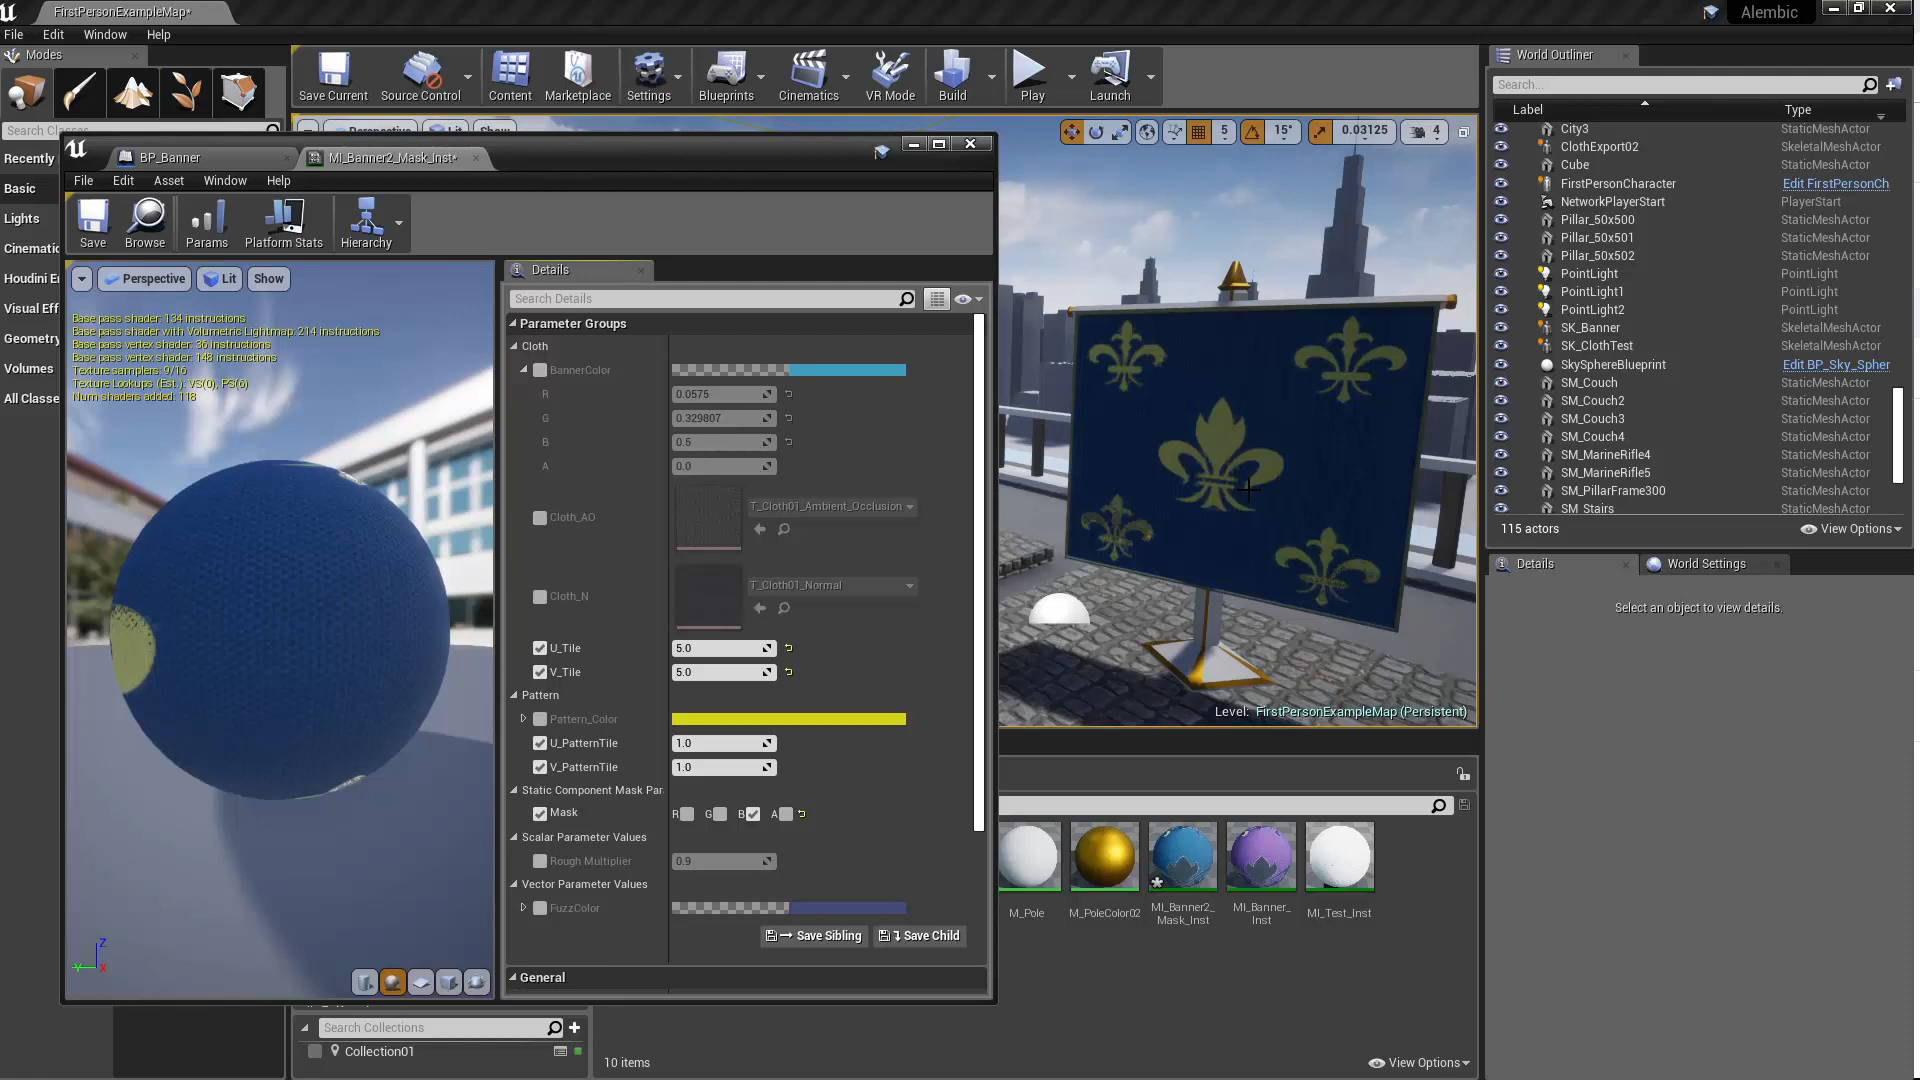 FirstPersonExampleMap*
Alembic
File Edit Window Help
Modes
World Outliner
Save Current Source Control Content Marketplace Settings Blueprints Cinematics VR Mode Build Play Launch
Search Classes
Search...
Label Type
Perspective Lit Show
5 15° 0.03125 4
City3 StaticMeshActor
ClothExport02 SkeletalMeshActor
Cube StaticMeshActor
FirstPersonCharacter Edit FirstPersonCh
NetworkPlayerStart PlayerStart
Pillar_50x500 StaticMeshActor
Pillar_50x501 StaticMeshActor
Pillar_50x502 StaticMeshActor
PointLight PointLight
PointLight1 PointLight
PointLight2 PointLight
SK_Banner SkeletalMeshActor
SK_ClothTest SkeletalMeshActor
SkySphereBlueprint Edit BP_Sky_Spher
SM_Couch StaticMeshActor
SM_Couch2 StaticMeshActor
SM_Couch3 StaticMeshActor
SM_Couch4 StaticMeshActor
SM_MarineRifle4 StaticMeshActor
SM_MarineRifle5 StaticMeshActor
SM_PillarFrame300 StaticMeshActor
SM_Stairs StaticMeshActor
115 actors View Options
Details World Settings
Select an object to view details.
Recently
Basic
Lights
Cinematic
Houdini E
Visual Eff
Geometry
Volumes
All Classe
BP_Banner MI_Banner2_Mask_Inst*
File Edit Asset Window Help
Save Browse Params Platform Stats Hierarchy
Perspective Lit Show
Base pass shader: 134 instructions
Base pass shader with Volumetric Lightmap: 214 instructions
Base pass vertex shader: 36 instructions
Base pass vertex shader: 148 instructions
Texture samplers: 9/16
Texture Lookups (Est.): VS(0), PS(6)
Num shaders added: 118
Z
Y X
Details
Search Details
Parameter Groups
Cloth
BannerColor
R 0.0575
G 0.329807
B 0.5
A 0.0
Cloth_AO T_Cloth01_Ambient_Occlusion
Cloth_N T_Cloth01_Normal
U_Tile 5.0
V_Tile 5.0
Pattern
Pattern_Color
U_PatternTile 1.0
V_PatternTile 1.0
Static Component Mask Par
Mask R G B A
Scalar Parameter Values
Rough Multiplier 0.9
Vector Parameter Values
FuzzColor
Save Sibling Save Child
General
Level: FirstPersonExampleMap (Persistent)
M_Pole
M_PoleColor02
MI_Banner2_
Mask_Inst
MI_Banner_
Inst
MI_Test_Inst
Search Collections
Collection01
10 items View Options